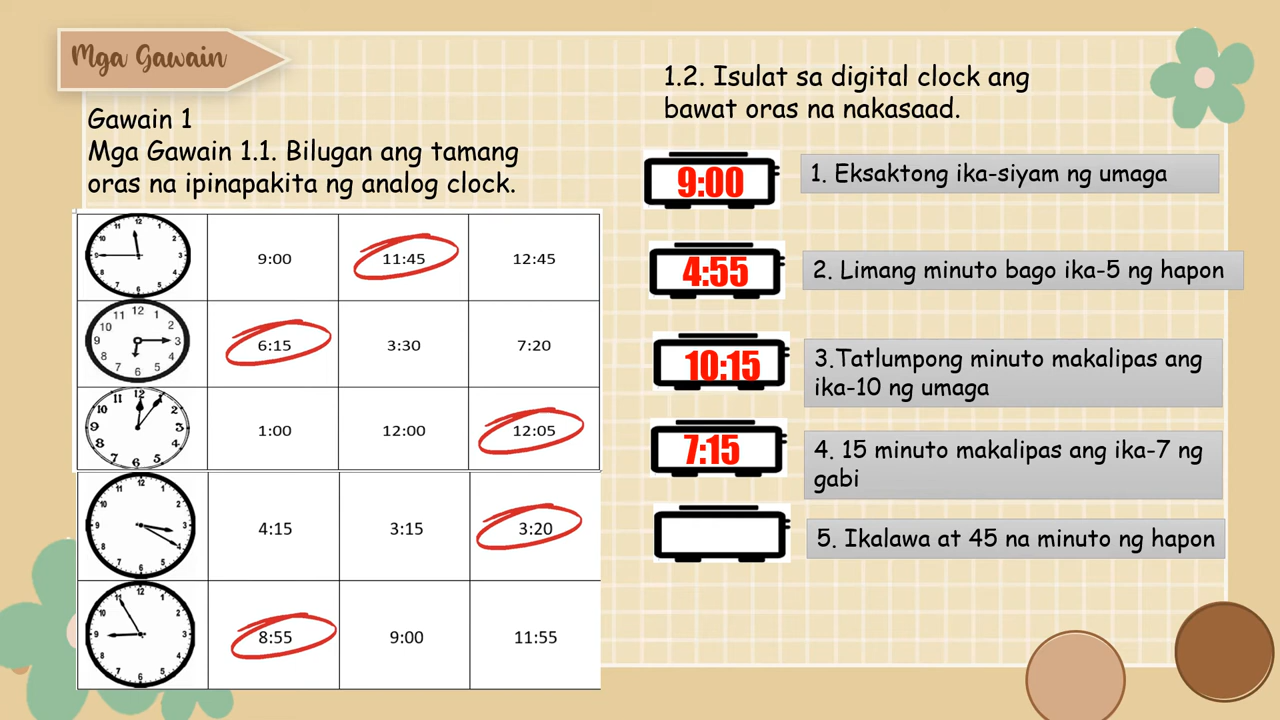 Mga Gawain
Gawain 1
Mga Gawain 1.1. Bilugan ang tamang
oras na ipinapakita ng analog clock.
9:00 11:45 12:45
6:15 3:30 7:20
1:00 12:00 12:05
4:15 3:15 3:20
8:55 9:00 11:55
1.2. Isulat sa digital clock ang
bawat oras na nakasaad.
9:00
1. Eksaktong ika-siyam ng umaga
4:55
2. Limang minuto bago ika-5 ng hapon
10:15
3.Tatlumpong minuto makalipas ang
ika-10 ng umaga
7:15
4. 15 minuto makalipas ang ika-7 ng
gabi
5. Ikalawa at 45 na minuto ng hapon